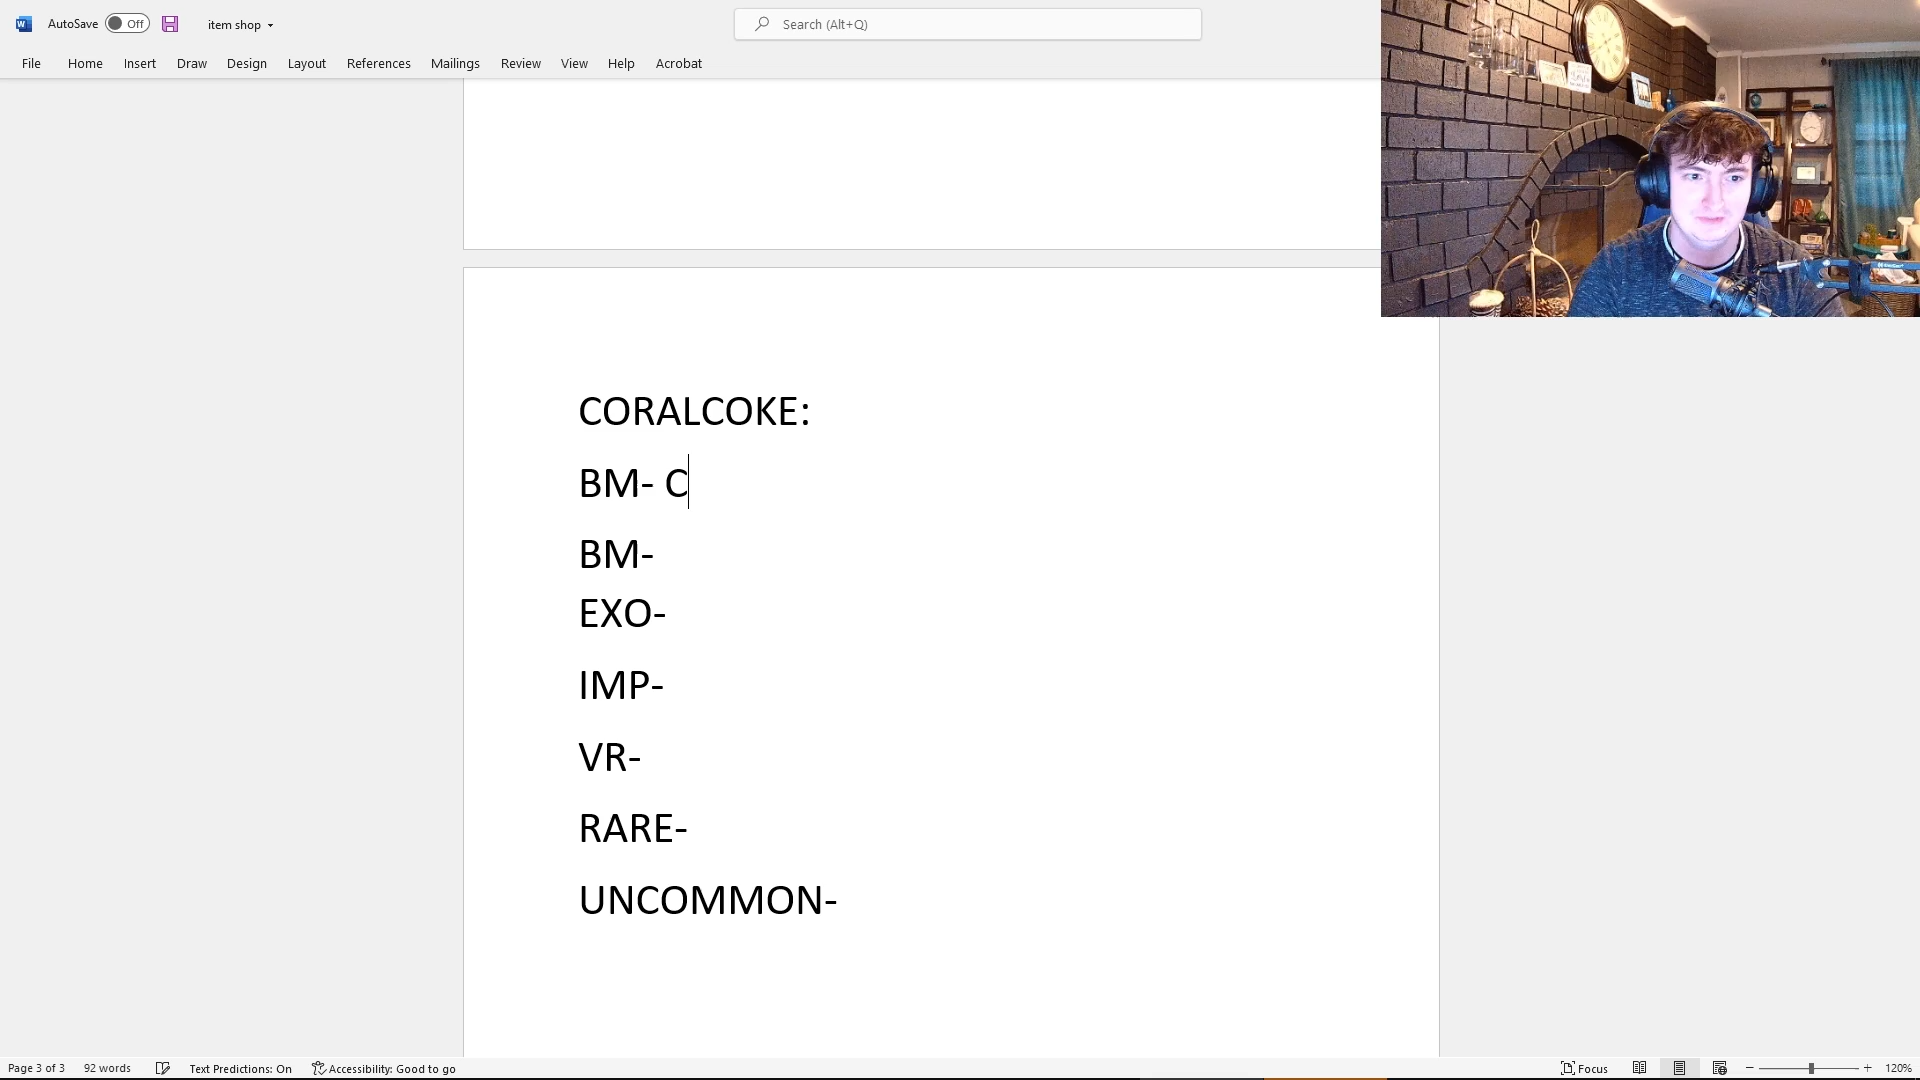 AutoSave Off item shop Search (Alt+Q)
File Home Insert Draw Design Layout References Mailings Review View Help Acrobat
CORALCOKE:
BM- C
BM-
EXO-
IMP-
VR-
RARE-
UNCOMMON-
Page 3 of 3 92 words Text Predictions: On Accessibility: Good to go Focus 120%